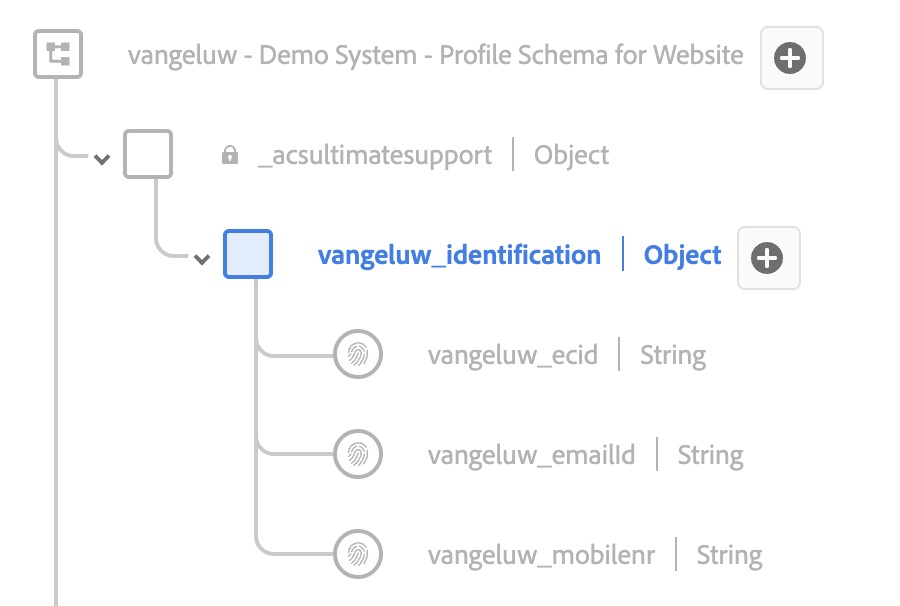 vangeluw - Demo System - Profile Schema for Website
_acsultimatesupport | Object
vangeluw_identification | Object
vangeluw_ecid | String
vangeluw_emailId | String
vangeluw_mobilenr | String